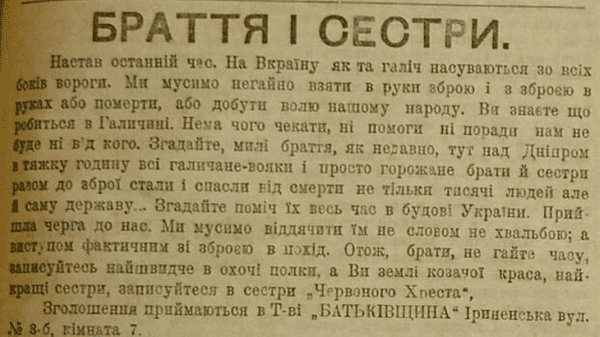 БРАТТЯ І СЕСТРИ.
Настав останній час. На Вкраїну як та галіч насуваються зо всіх
боків вороги. Ми мусимо негайно взяти в руки зброю і з зброєю в
руках або померти, або добути волю нашому народу. Ви знаєте що
робиться в Галичині. Нема чого чекати, ні помоги ні поради нам не
буде ні від кого. Згадайте, милі браття, як недавно, тут над Дніпром
в тяжку годину всі галичане-вояки і просто горожане брати й сестри
разом до зброї стали і спасли від смерти не тільки тисячі людей але
й саму державу... Згадайте поміч їх весь час в будові України. Прий-
шла черга до нас. Ми мусимо віддячити їм не словом не хвальбою; а
виступом фактичним зі зброєю в похід. Отож, брати, не гайте часу,
записуйтесь найшвидче в охочі полки, а Ви землі козачої краса, най-
кращі сестри, записуйтеся в сестри „Червоного Хреста“,
Зголошення приймаються в Т-ві „БАТЬКІВЩИНА“ Іриненська вул.
№ 3-б, кімната 7.